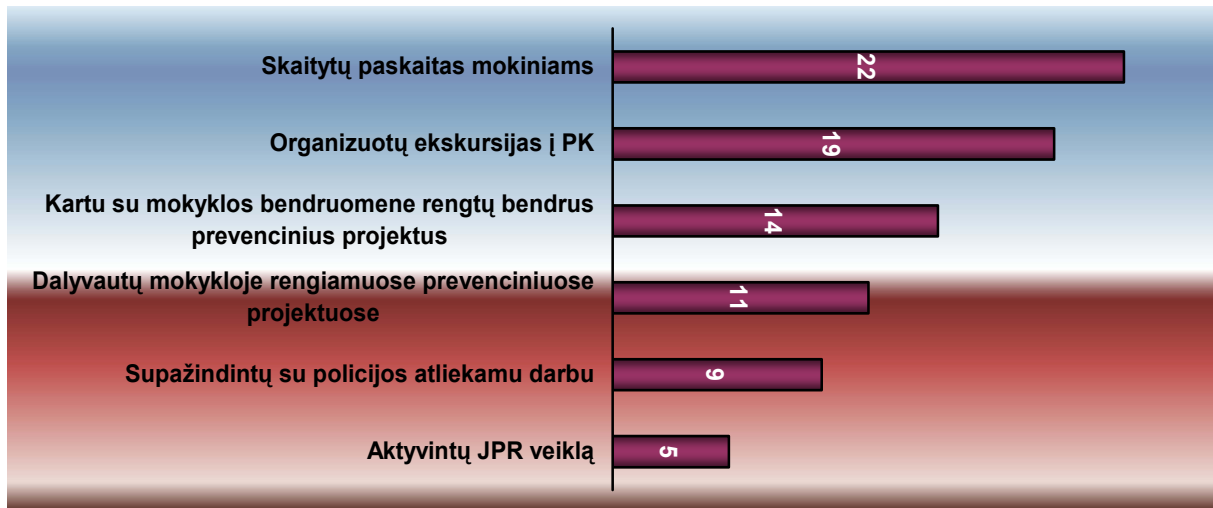 Skaitytų paskaitas mokiniams
22
Organizuotų ekskursijas į PK
19
Kartu su mokyklos bendruomene rengtų bendrus
prevencinius projektus
14
Dalyvautų mokykloje rengiamuose prevenciniuose
projektuose
11
Supažindintų su policijos atliekamu darbu
9
Aktyvintų JPR veiklą
5